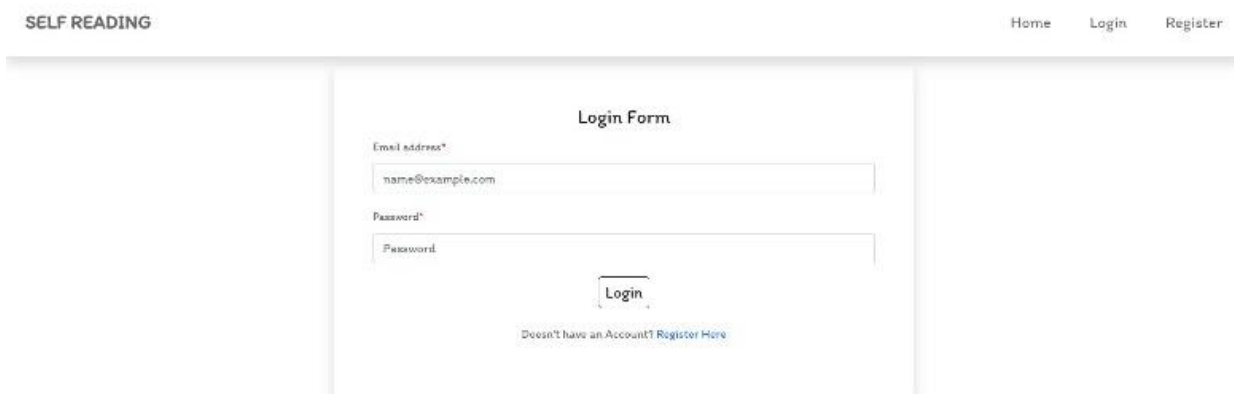 SELF READING Home Login Register
Login Form
Email address*
name@example.com
Password*
Password
Login
Doesn't have an Account? Register Here